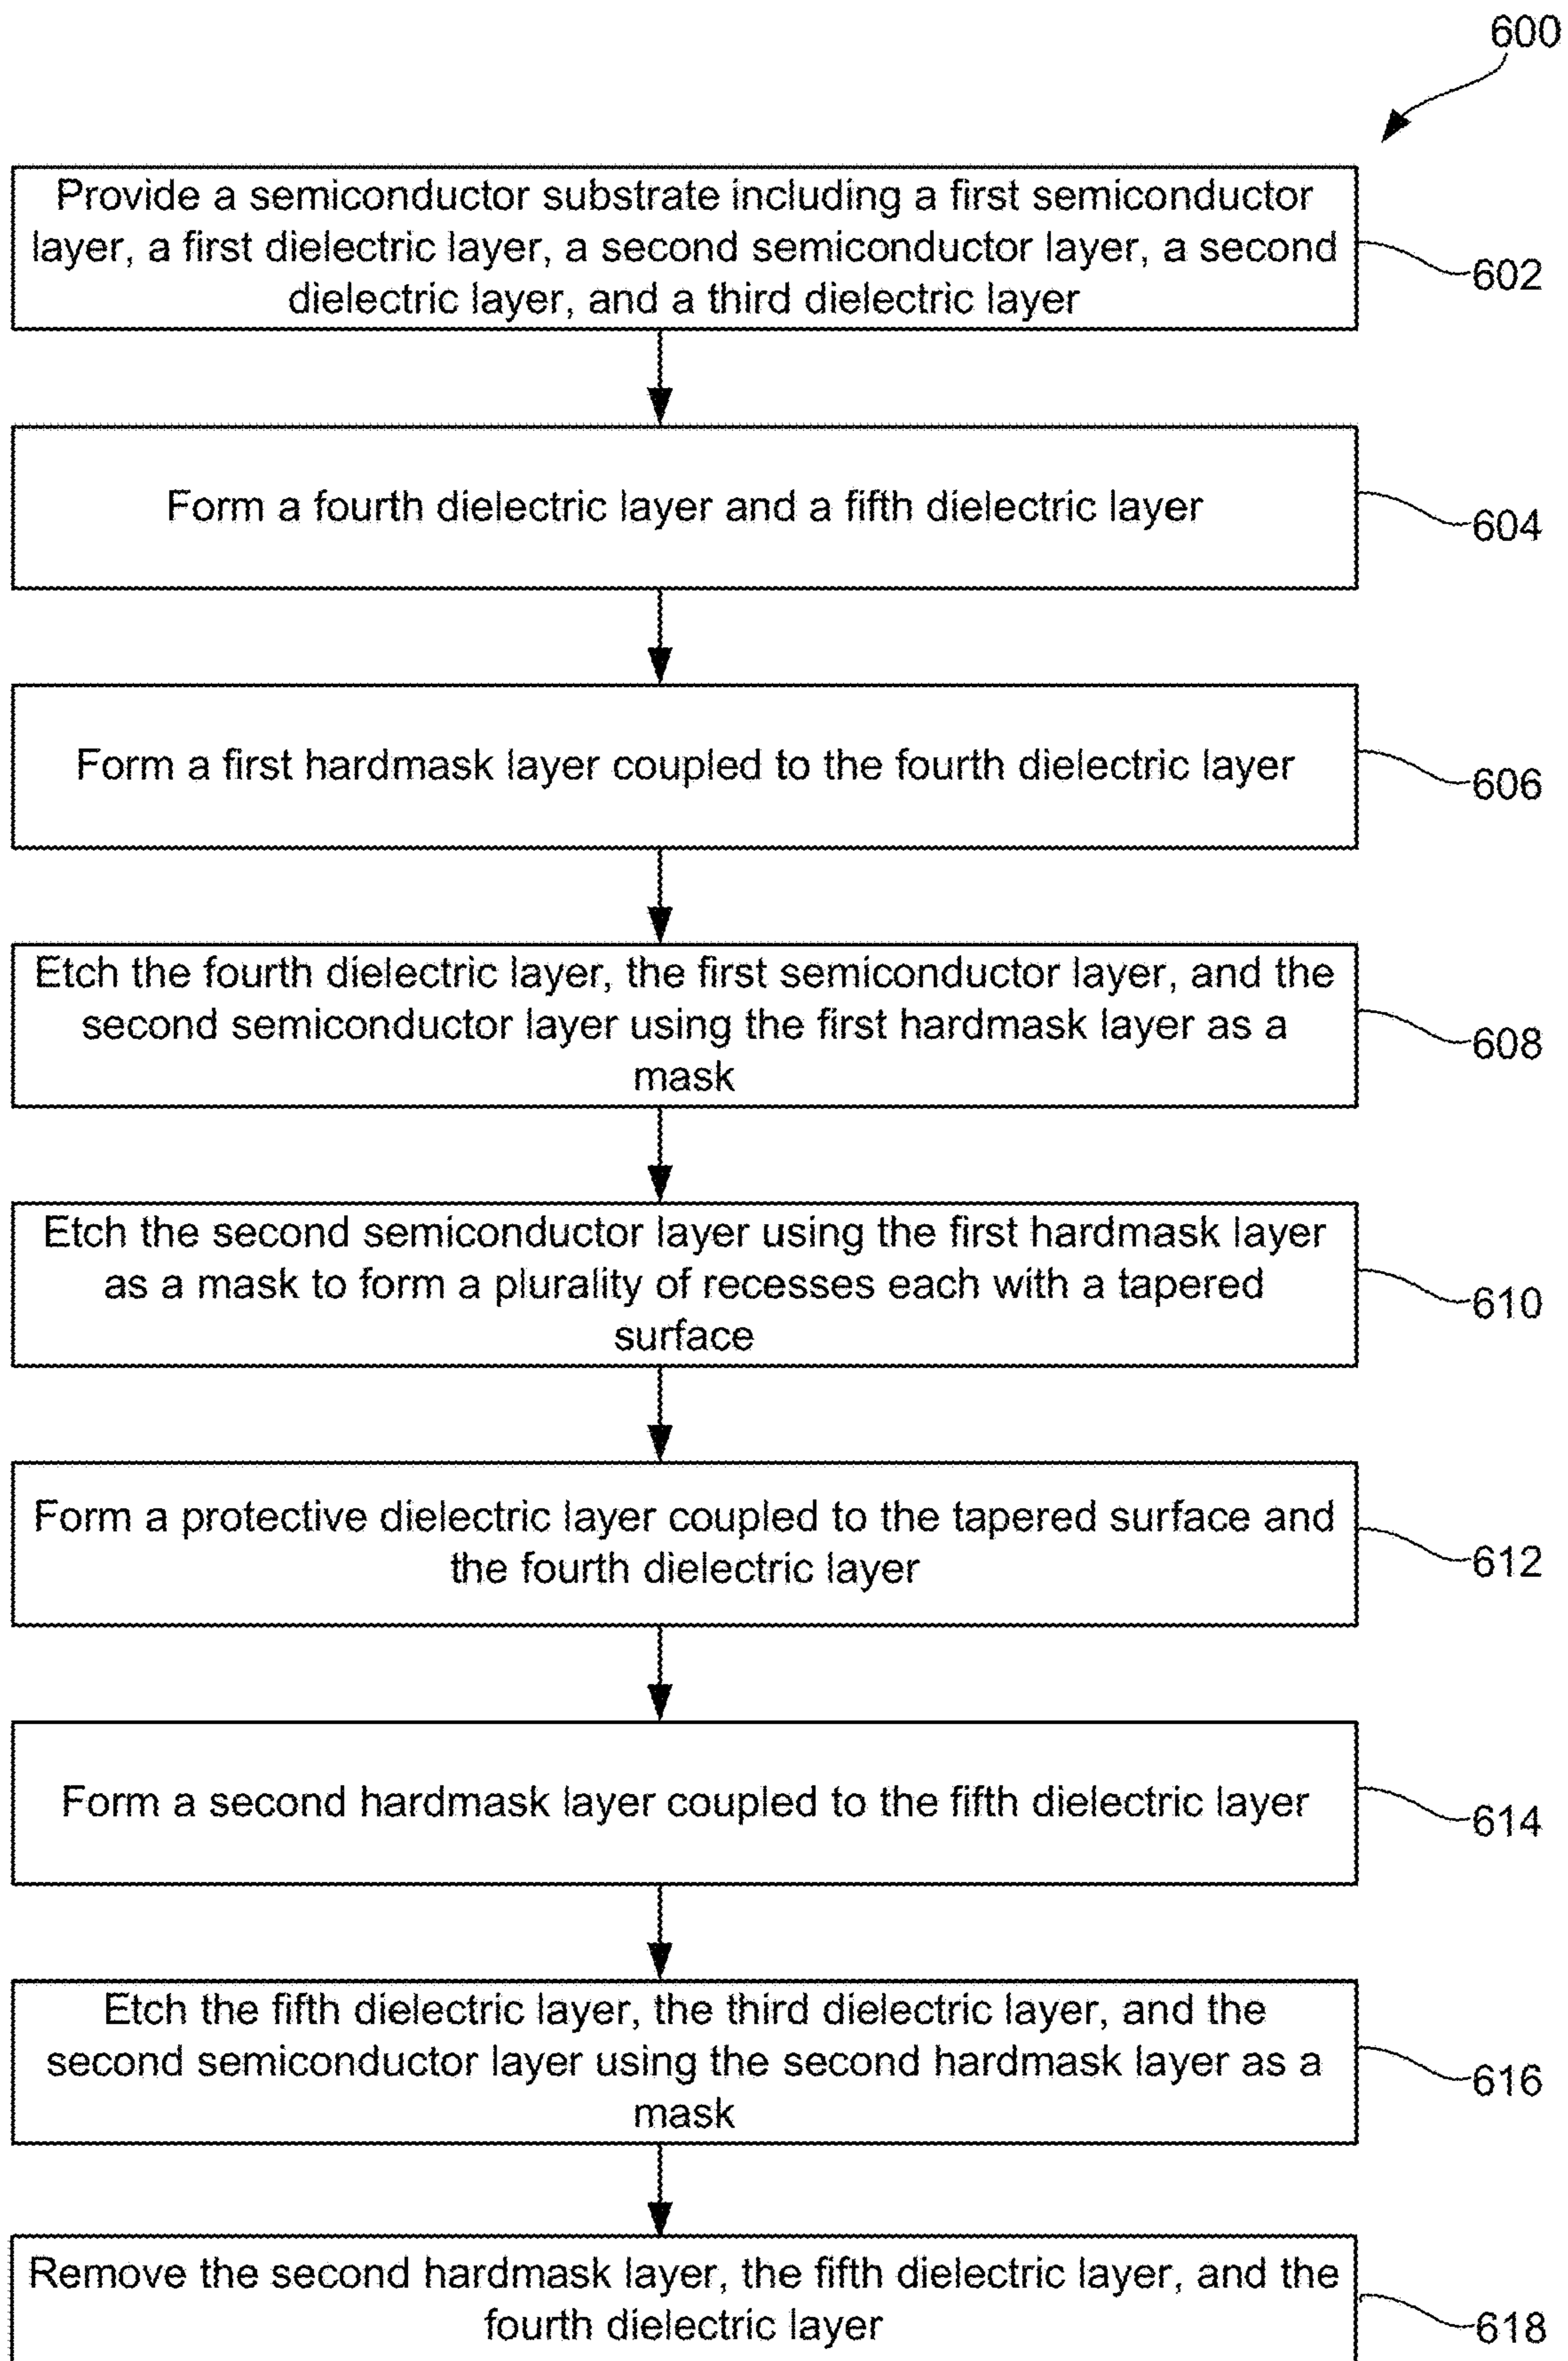 600
Provide a semiconductor substrate including a first semiconductor
layer, a first dielectric layer, a second semiconductor layer, a second
dielectric layer, and a third dielectric layer
602
Form a fourth dielectric layer and a fifth dielectric layer
604
Form a first hardmask layer coupled to the fourth dielectric layer
606
Etch the fourth dielectric layer, the first semiconductor layer, and the
second semiconductor layer using the first hardmask layer as a
mask
608
Etch the second semiconductor layer using the first hardmask layer
as a mask to form a plurality of recesses each with a tapered
surface
610
Form a protective dielectric layer coupled to the tapered surface and
the fourth dielectric layer
612
Form a second hardmask layer coupled to the fifth dielectric layer
614
Etch the fifth dielectric layer, the third dielectric layer, and the
second semiconductor layer using the second hardmask layer as a
mask
616
Remove the second hardmask layer, the fifth dielectric layer, and the
fourth dielectric layer
618